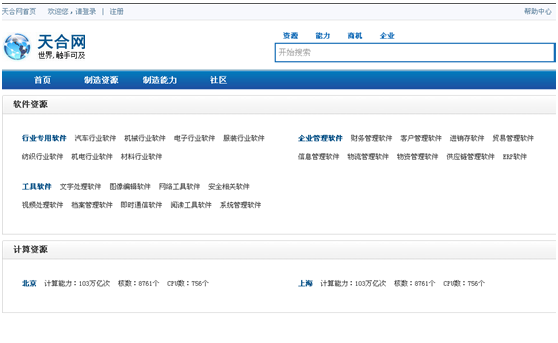 天合网首页 欢迎您，请登录 | 注册 帮助中心
资源 能力 商机 企业
天合网
世界，触手可及
开始搜索
首页 制造资源 制造能力 社区
软件资源
行业专用软件 汽车行业软件 机械行业软件 电子行业软件 服装行业软件
纺织行业软件 机电行业软件 材料行业软件
企业管理软件 财务管理软件 客户管理软件 进销存软件 贸易管理软件
信息管理软件 物流管理软件 物资管理软件 供应链管理软件 ERP软件
工具软件 文字处理软件 图像编辑软件 网络工具软件 安全相关软件
视频处理软件 档案管理软件 即时通信软件 阅读工具软件 系统管理软件
计算资源
北京 计算能力：103万亿次 核数：8761个 CPU数：756个
上海 计算能力：103万亿次 核数：8761个 CPU数：756个